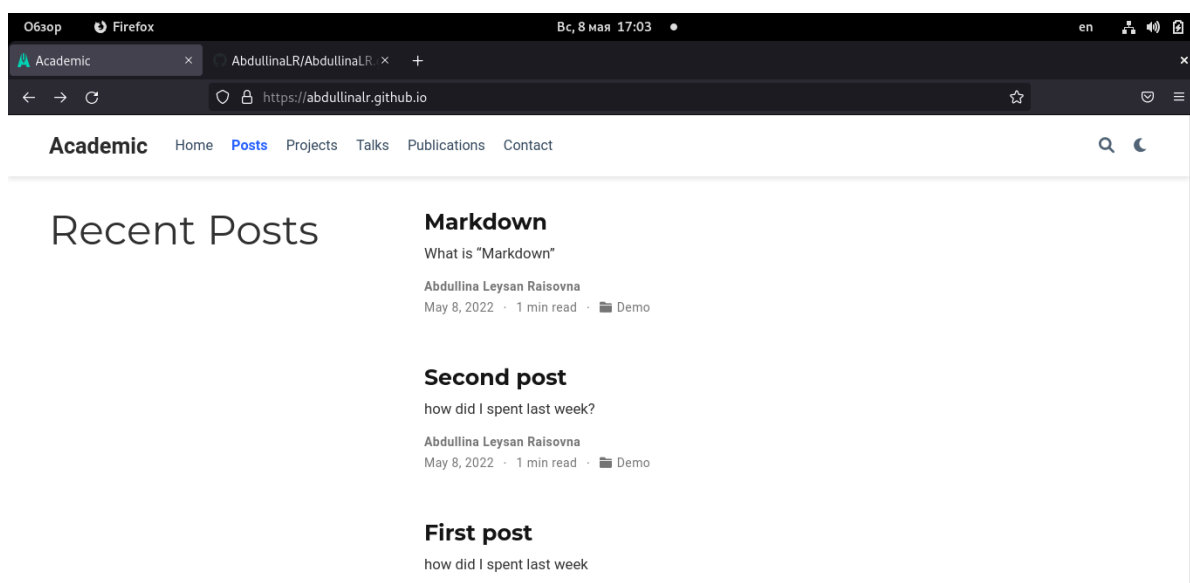 Обзор Firefox Вс, 8 мая 17:03 en
Academic AbdullinaLR/AbdullinaLR.
https://abdullinalr.github.io
Academic Home Posts Projects Talks Publications Contact
Recent Posts
Markdown
What is “Markdown”
Abdullina Leysan Raisovna
May 8, 2022 · 1 min read · Demo
Second post
how did I spent last week?
Abdullina Leysan Raisovna
May 8, 2022 · 1 min read · Demo
First post
how did I spent last week